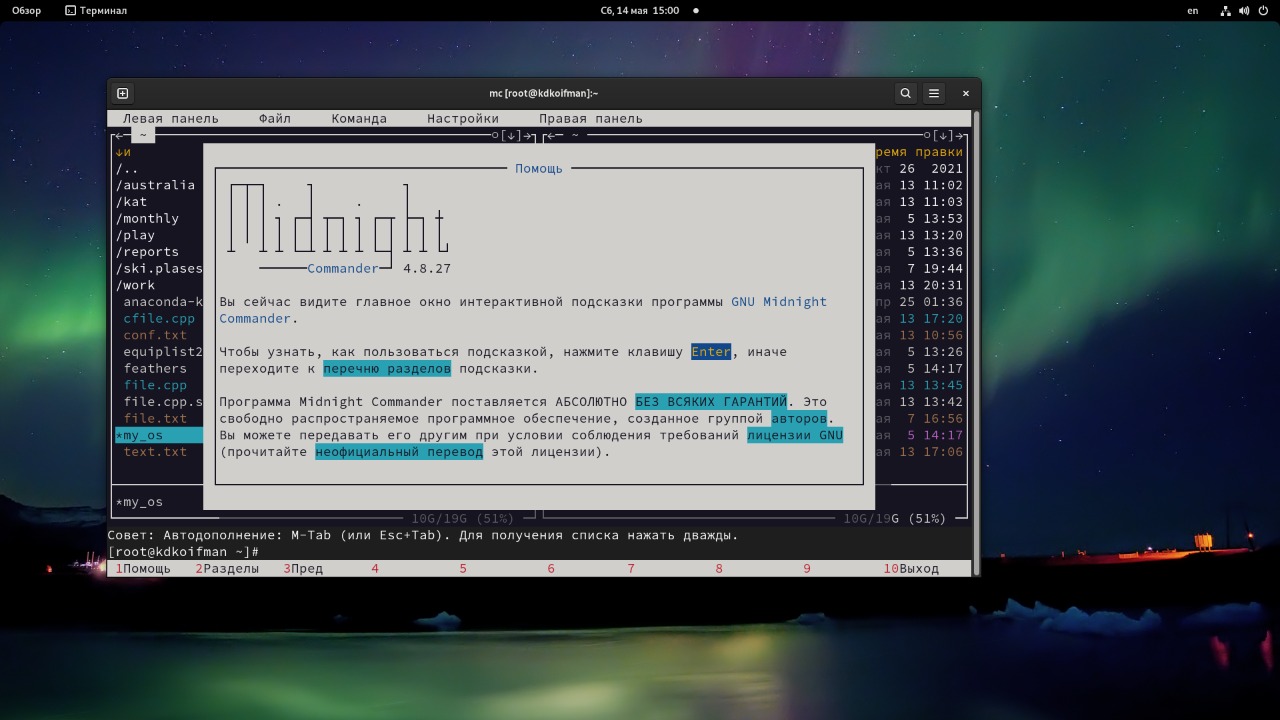 Обзор Терминал Сб, 14 мая 15:00 en
mc [root@kdkoifman]:~
Левая панель Файл Команда Настройки Правая панель
~ [↓] ~ [↓]
↓и ремя правки
Помощь
/.. кт 26 2021
/australia ая 13 11:02
/kat ая 13 11:03
/monthly ая 5 13:53
/play ая 13 13:20
/reports ая 5 13:36
/ski.plases ая 7 19:44
Midnight
Commander 4.8.27
/work ая 13 20:31
anaconda-k пр 25 01:36
Вы сейчас видите главное окно интерактивной подсказки программы GNU Midnight
cfile.cpp ая 13 17:20
Commander.
conf.txt ая 13 10:56
equiplist2 ая 5 13:26
Чтобы узнать, как пользоваться подсказкой, нажмите клавишу Enter, иначе
feathers ая 5 14:17
переходите к перечню разделов подсказки.
file.cpp ая 13 13:45
file.cpp.s ая 13 13:42
Программа Midnight Commander поставляется АБСОЛЮТНО БЕЗ ВСЯКИХ ГАРАНТИЙ. Это
file.txt ая 7 16:56
свободно распространяемое программное обеспечение, созданное группой авторов.
*my_os ая 5 14:17
Вы можете передавать его другим при условии соблюдения требований лицензии GNU
text.txt ая 13 17:06
(прочитайте неофициальный перевод этой лицензии).
*my_os
10G/19G (51%) 10G/19G (51%)
Совет: Автодополнение: M-Tab (или Esc+Tab). Для получения списка нажать дважды.
[root@kdkoifman ~]#
1Помощь 2Разделы 3Пред 4 5 6 7 8 9 10Выход